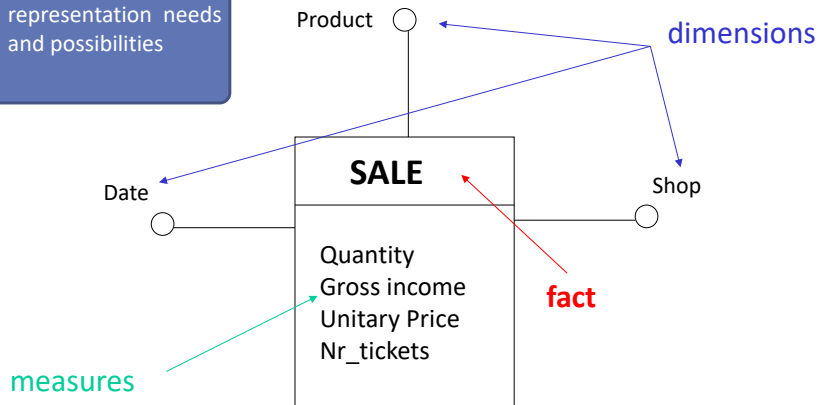 representation needs
and possibilities
Product
dimensions
SALE
Date
Shop
Quantity
Gross income
Unitary Price
Nr_tickets
fact
measures